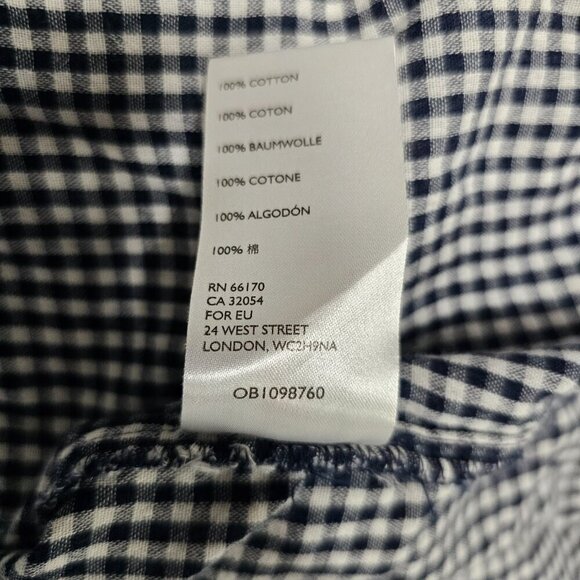 100% COTTON
100% COTON
100% BAUMWOLLE
100% COTONE
100% ALGODÓN
100% 棉
RN 66170
CA 32054
FOR EU
24 WEST STREET
LONDON, WC2H9NA
OB1098760